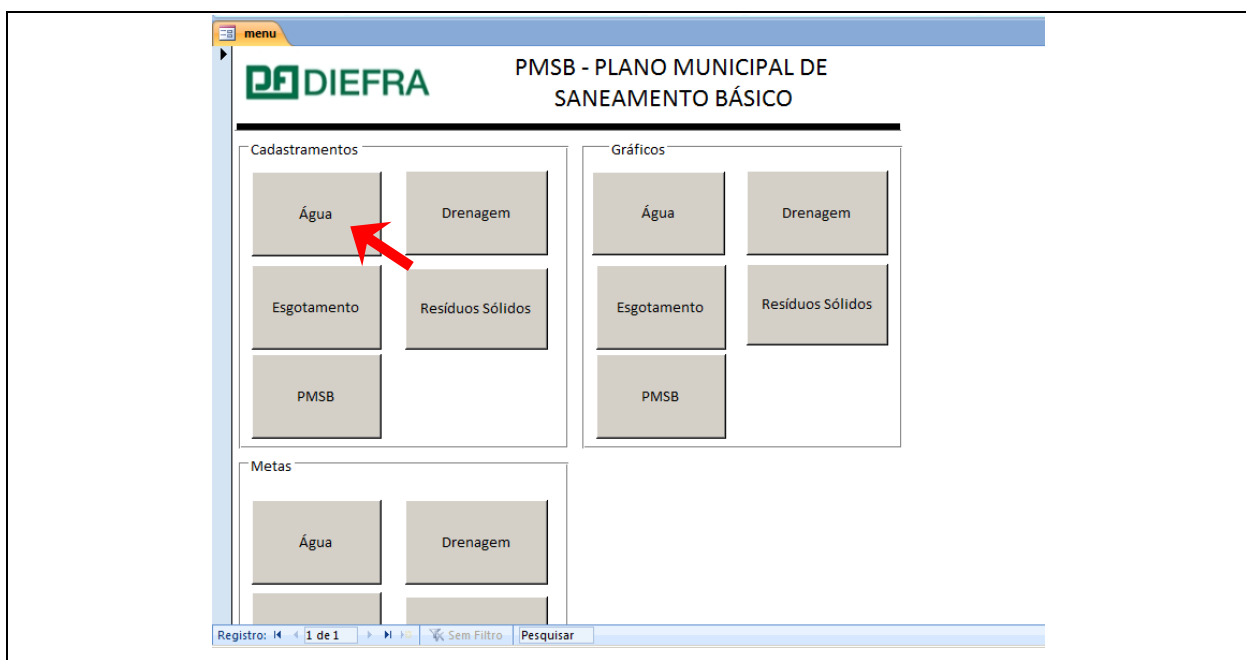 menu
DIEFRA
PMSB - PLANO MUNICIPAL DE
SANEAMENTO BÁSICO
Cadastramentos
Água
Drenagem
Esgotamento
Resíduos Sólidos
PMSB
Gráficos
Água
Drenagem
Esgotamento
Resíduos Sólidos
PMSB
Metas
Água
Drenagem
Registro: 1 de 1 Sem Filtro Pesquisar